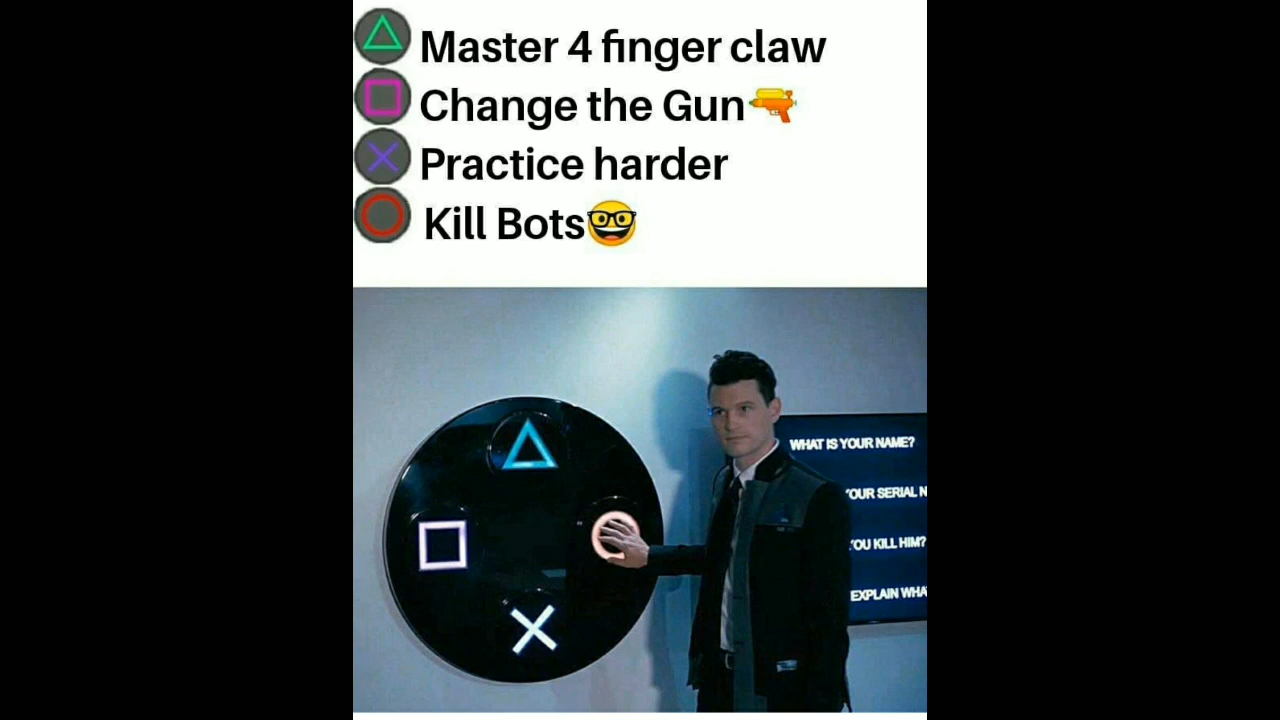 Master 4 finger claw
Change the Gun
Practice harder
Kill Bots
WHAT IS YOUR NAME?
OUR SERIAL N
OU KILL HIM?
EXPLAIN WHA